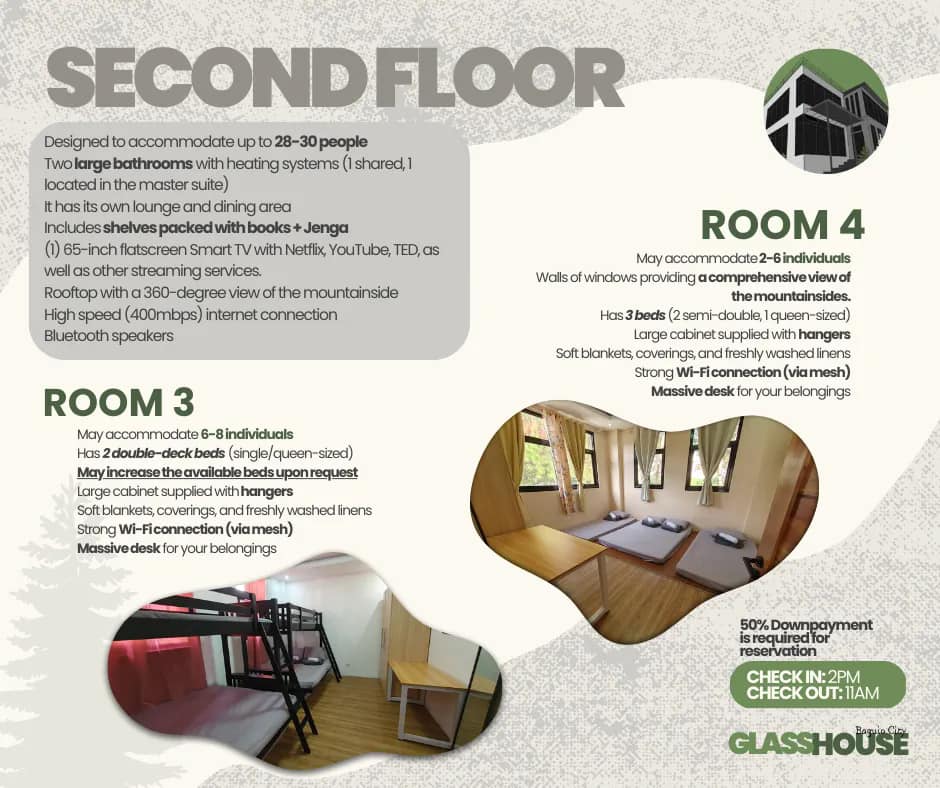 SECOND FLOOR
Designed to accommodate up to 28-30 people
Two large bathrooms with heating systems (1 shared, 1
located in the master suite)
It has its own lounge and dining area
Includes shelves packed with books + Jenga
(1) 65-inch flatscreen Smart TV with Netflix, YouTube, TED, as
well as other streaming services.
Rooftop with a 360-degree view of the mountainside
High speed (400mbps) internet connection
Bluetooth speakers
ROOM 3
May accommodate 6-8 individuals
Has 2 double-deck beds (single/queen-sized)
May increase the available beds upon request
Large cabinet supplied with hangers
Soft blankets, coverings, and freshly washed linens
Strong Wi-Fi connection (via mesh)
Massive desk for your belongings
ROOM 4
May accommodate 2-6 individuals
Walls of windows providing a comprehensive view of
the mountainsides.
Has 3 beds (2 semi-double, 1 queen-sized)
Large cabinet supplied with hangers
Soft blankets, coverings, and freshly washed linens
Strong Wi-Fi connection (via mesh)
Massive desk for your belongings
50% Downpayment
is required for
reservation
CHECK IN: 2PM
CHECK OUT: 11AM
Baguio City
GLASSHOUSE